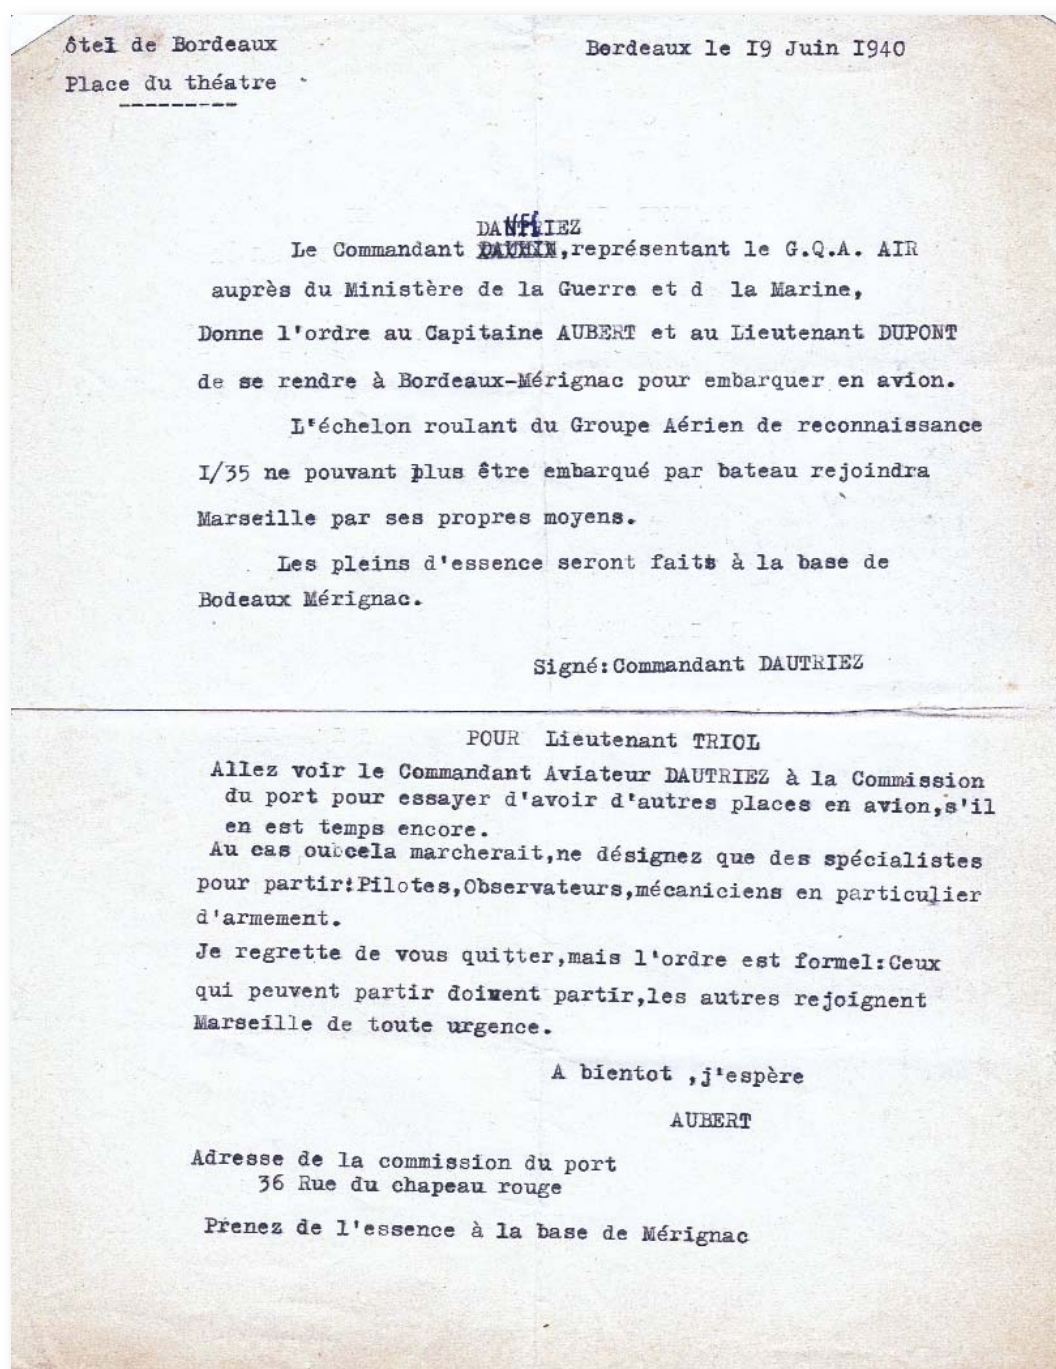 ôtel de Bordeaux
Bordeaux le I9 Juin I940
Place du théatre
---------
DAUTRIEZ
Le Commandant DAUHIN,représentant le G.Q.A. AIR
auprès du Ministère de la Guerre et d la Marine,
Donne l'ordre au Capitaine AUBERT et au Lieutenant DUPONT
de se rendre à Bordeaux-Mérignac pour embarquer en avion.
L'échelon roulant du Groupe Aérien de reconnaissance
I/35 ne pouvant plus être embarqué par bateau rejoindra
Marseille par ses propres moyens.
Les pleins d'essence seront faits à la base de
Bodeaux Mérignac.
Signé:Commandant DAUTRIEZ
POUR Lieutenant TRIOL
Allez voir le Commandant Aviateur DAUTRIEZ à la Commission
du port pour essayer d'avoir d'autres places en avion,s'il
en est temps encore.
Au cas ou cela marcherait,ne désignez que des spécialistes
pour partir:Pilotes,Observateurs,mécaniciens en particulier
d'armement.
Je regrette de vous quitter,mais l'ordre est formel:Ceux
qui peuvent partir doivent partir,les autres rejoignent
Marseille de toute urgence.
A bientot ,j'espère
AUBERT
Adresse de la commission du port
36 Rue du chapeau rouge
Prenez de l'essence à la base de Mérignac